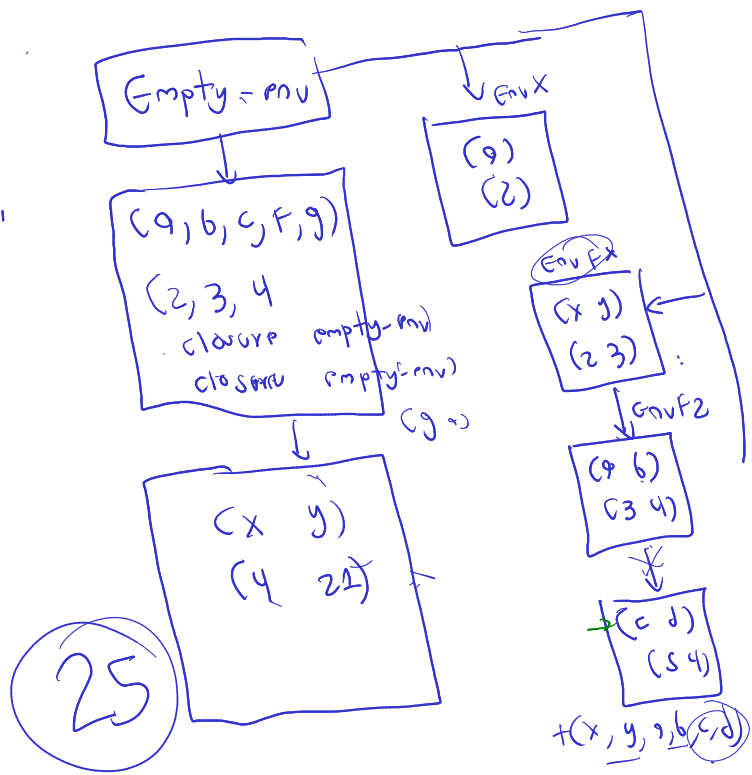 Empty-env
(a, b, c, F, g)
(2, 3, 4
closure empty-env)
closure empty-env)
(g a)
(x y)
(4 21)
25
EnvX
(a)
(2)
EnvFX
(x y)
(2 3)
EnvF2
(a b)
(3 4)
(c d)
(5 4)
+(x, y, a, b, c, d)